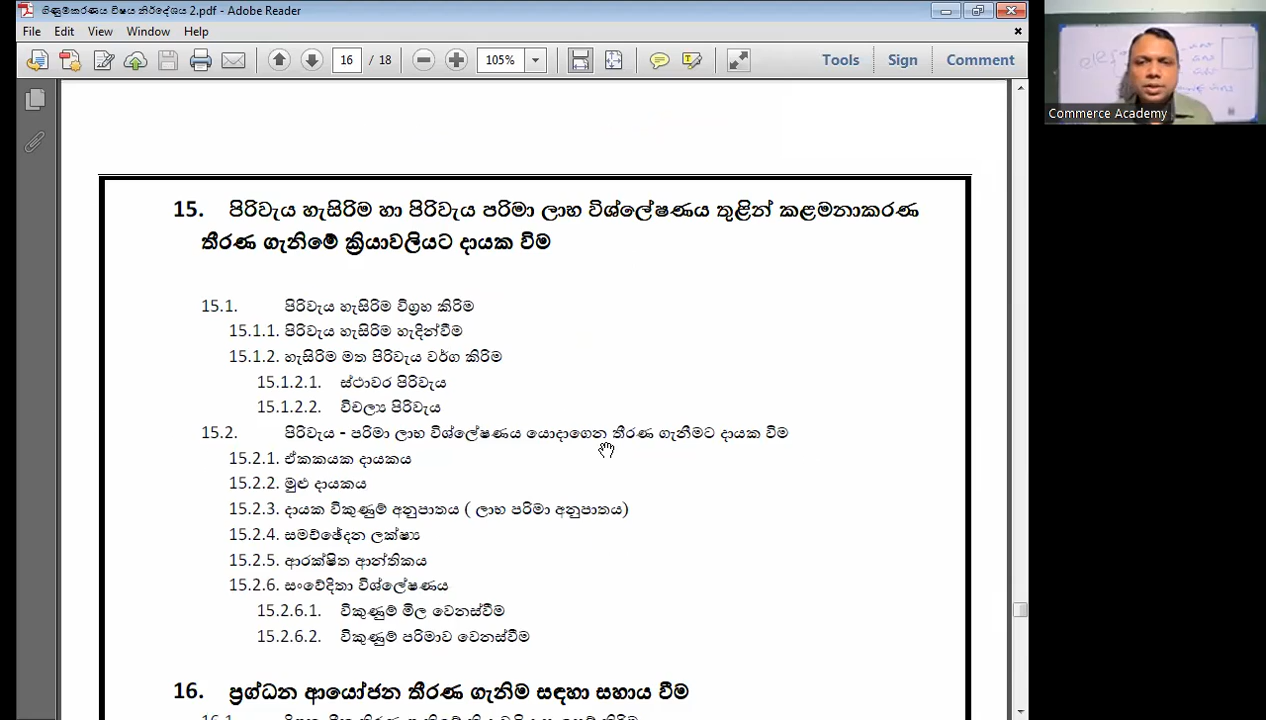 ගිණුම්කරණය විෂය නිර්දේශය 2.pdf - Adobe Reader
File Edit View Window Help
16 / 18 105% Tools Sign Comment
Commerce Academy
15. පිරිවැය හැසිරීම හා පිරිවැය පරිමා ලාභ විශ්ලේෂණය තුළින් කළමනාකරණ
තීරණ ගැනීමේ ක්‍රියාවලියට දායක වීම
15.1. පිරිවැය හැසිරීම විග්‍රහ කිරීම
15.1.1. පිරිවැය හැසිරීම හැදින්වීම
15.1.2. හැසිරීම මත පිරිවැය වර්ග කිරීම
15.1.2.1. ස්ථාවර පිරිවැය
15.1.2.2. විචල්‍ය පිරිවැය
15.2. පිරිවැය - පරිමා ලාභ විශ්ලේෂණය යොදාගෙන තීරණ ගැනීමට දායක වීම
15.2.1. ඒකකයක දායකය
15.2.2. මුළු දායකය
15.2.3. දායක විකුණුම් අනුපාතය ( ලාභ පරිමා අනුපාතය)
15.2.4. සමච්ඡේදන ලක්ෂ්‍ය
15.2.5. ආරක්ෂිත ආන්තිකය
15.2.6. සංවේදිතා විශ්ලේෂණය
15.2.6.1. විකුණුම් මිල වෙනස්වීම
15.2.6.2. විකුණුම් පරිමාව වෙනස්වීම
16. ප්‍රාග්ධන ආයෝජන තීරණ ගැනීම සඳහා සහාය වීම
16.1.